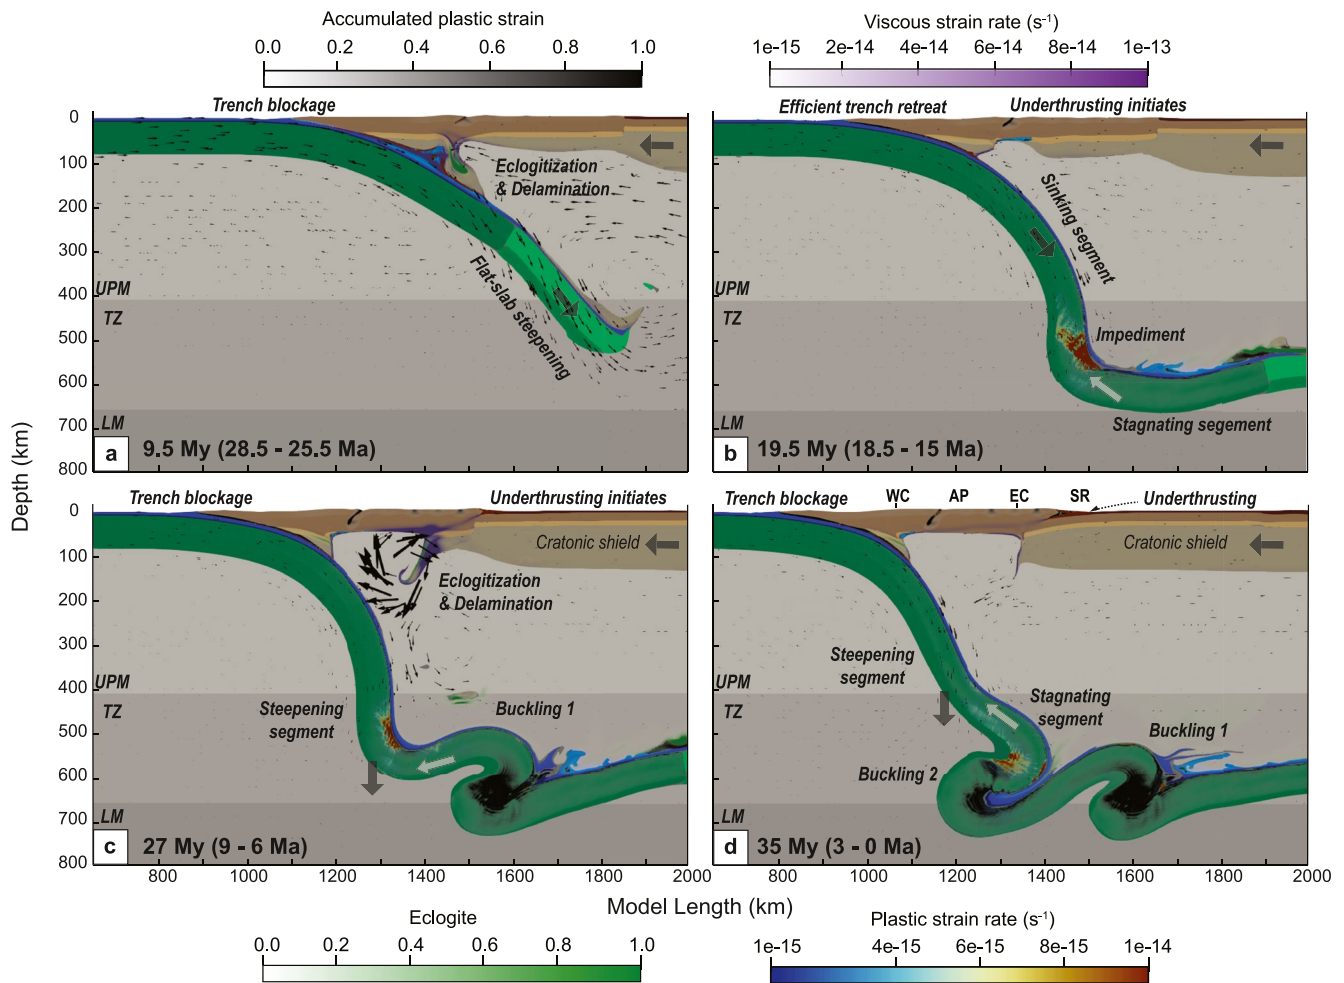 Accumulated plastic strain
0.0 0.2 0.4 0.6 0.8 1.0
Viscous strain rate (s⁻¹)
1e-15 2e-14 4e-14 6e-14 8e-14 1e-13
Trench blockage
Eclogitization
& Delamination
Flat-slab steepening
0
100
200
300
400
500
600
700
800
UPM
TZ
LM
a 9.5 My (28.5 - 25.5 Ma)
Efficient trench retreat Underthrusting initiates
Sinking segment
Impediment
Stagnating segement
UPM
TZ
LM
b 19.5 My (18.5 - 15 Ma)
Depth (km)
Trench blockage Underthrusting initiates
Cratonic shield
Eclogitization
& Delamination
Steepening
segment
Buckling 1
0
100
200
300
400
500
600
700
800
UPM
TZ
LM
c 27 My (9 - 6 Ma)
800 1000 1200 1400 1600 1800 2000
Trench blockage WC AP EC SR Underthrusting
Cratonic shield
Steepening
segment
Stagnating
segment
Buckling 1
Buckling 2
UPM
TZ
LM
d 35 My (3 - 0 Ma)
800 1000 1200 1400 1600 1800 2000
Model Length (km)
Eclogite
0.0 0.2 0.4 0.6 0.8 1.0
Plastic strain rate (s⁻¹)
1e-15 4e-15 6e-15 8e-15 1e-14